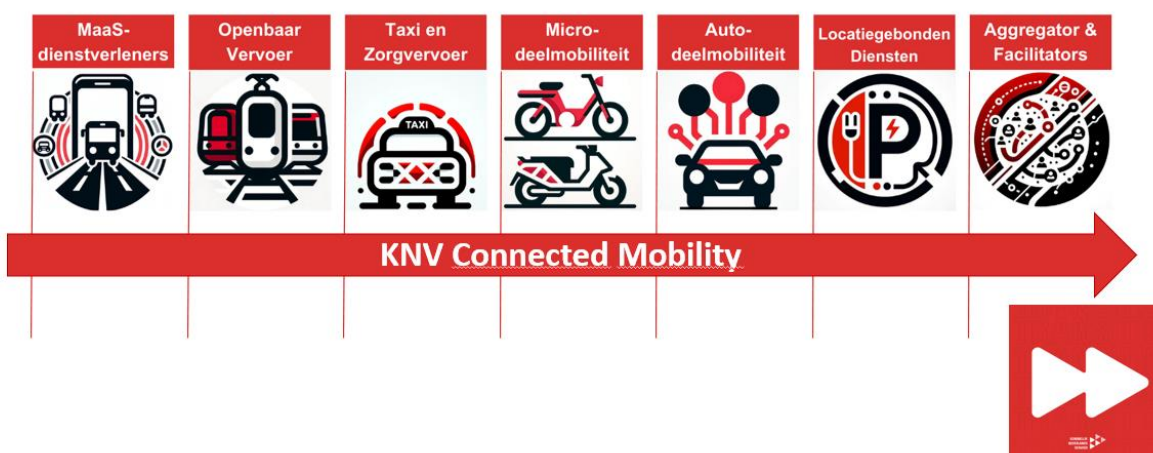 MaaS-
dienstverleners
Openbaar
Vervoer
Taxi en
Zorgvervoer
Micro-
deelmobiliteit
Auto-
deelmobiliteit
Locatiegebonden
Diensten
Aggregator &
Facilitators
TAXI
P
KNV Connected Mobility